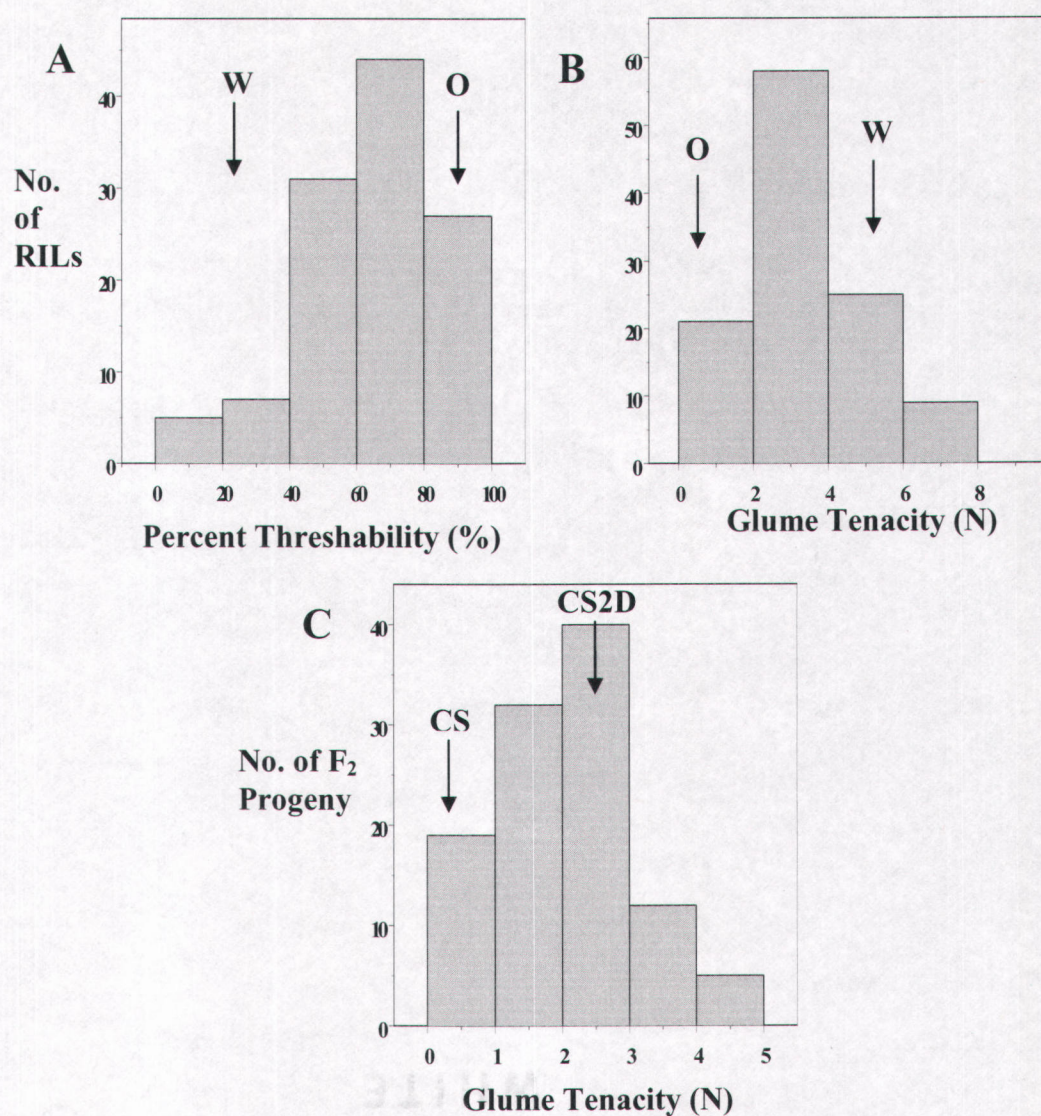 A
W
O
40
30
20
10
0
No.
of
RILs
0 20 40 60 80 100
Percent Threshability (%)
B
O
W
60
50
40
30
20
10
0
0 2 4 6 8
Glume Tenacity (N)
C
CS
CS2D
40
30
20
10
0
No. of F₂
Progeny
0 1 2 3 4 5
Glume Tenacity (N)